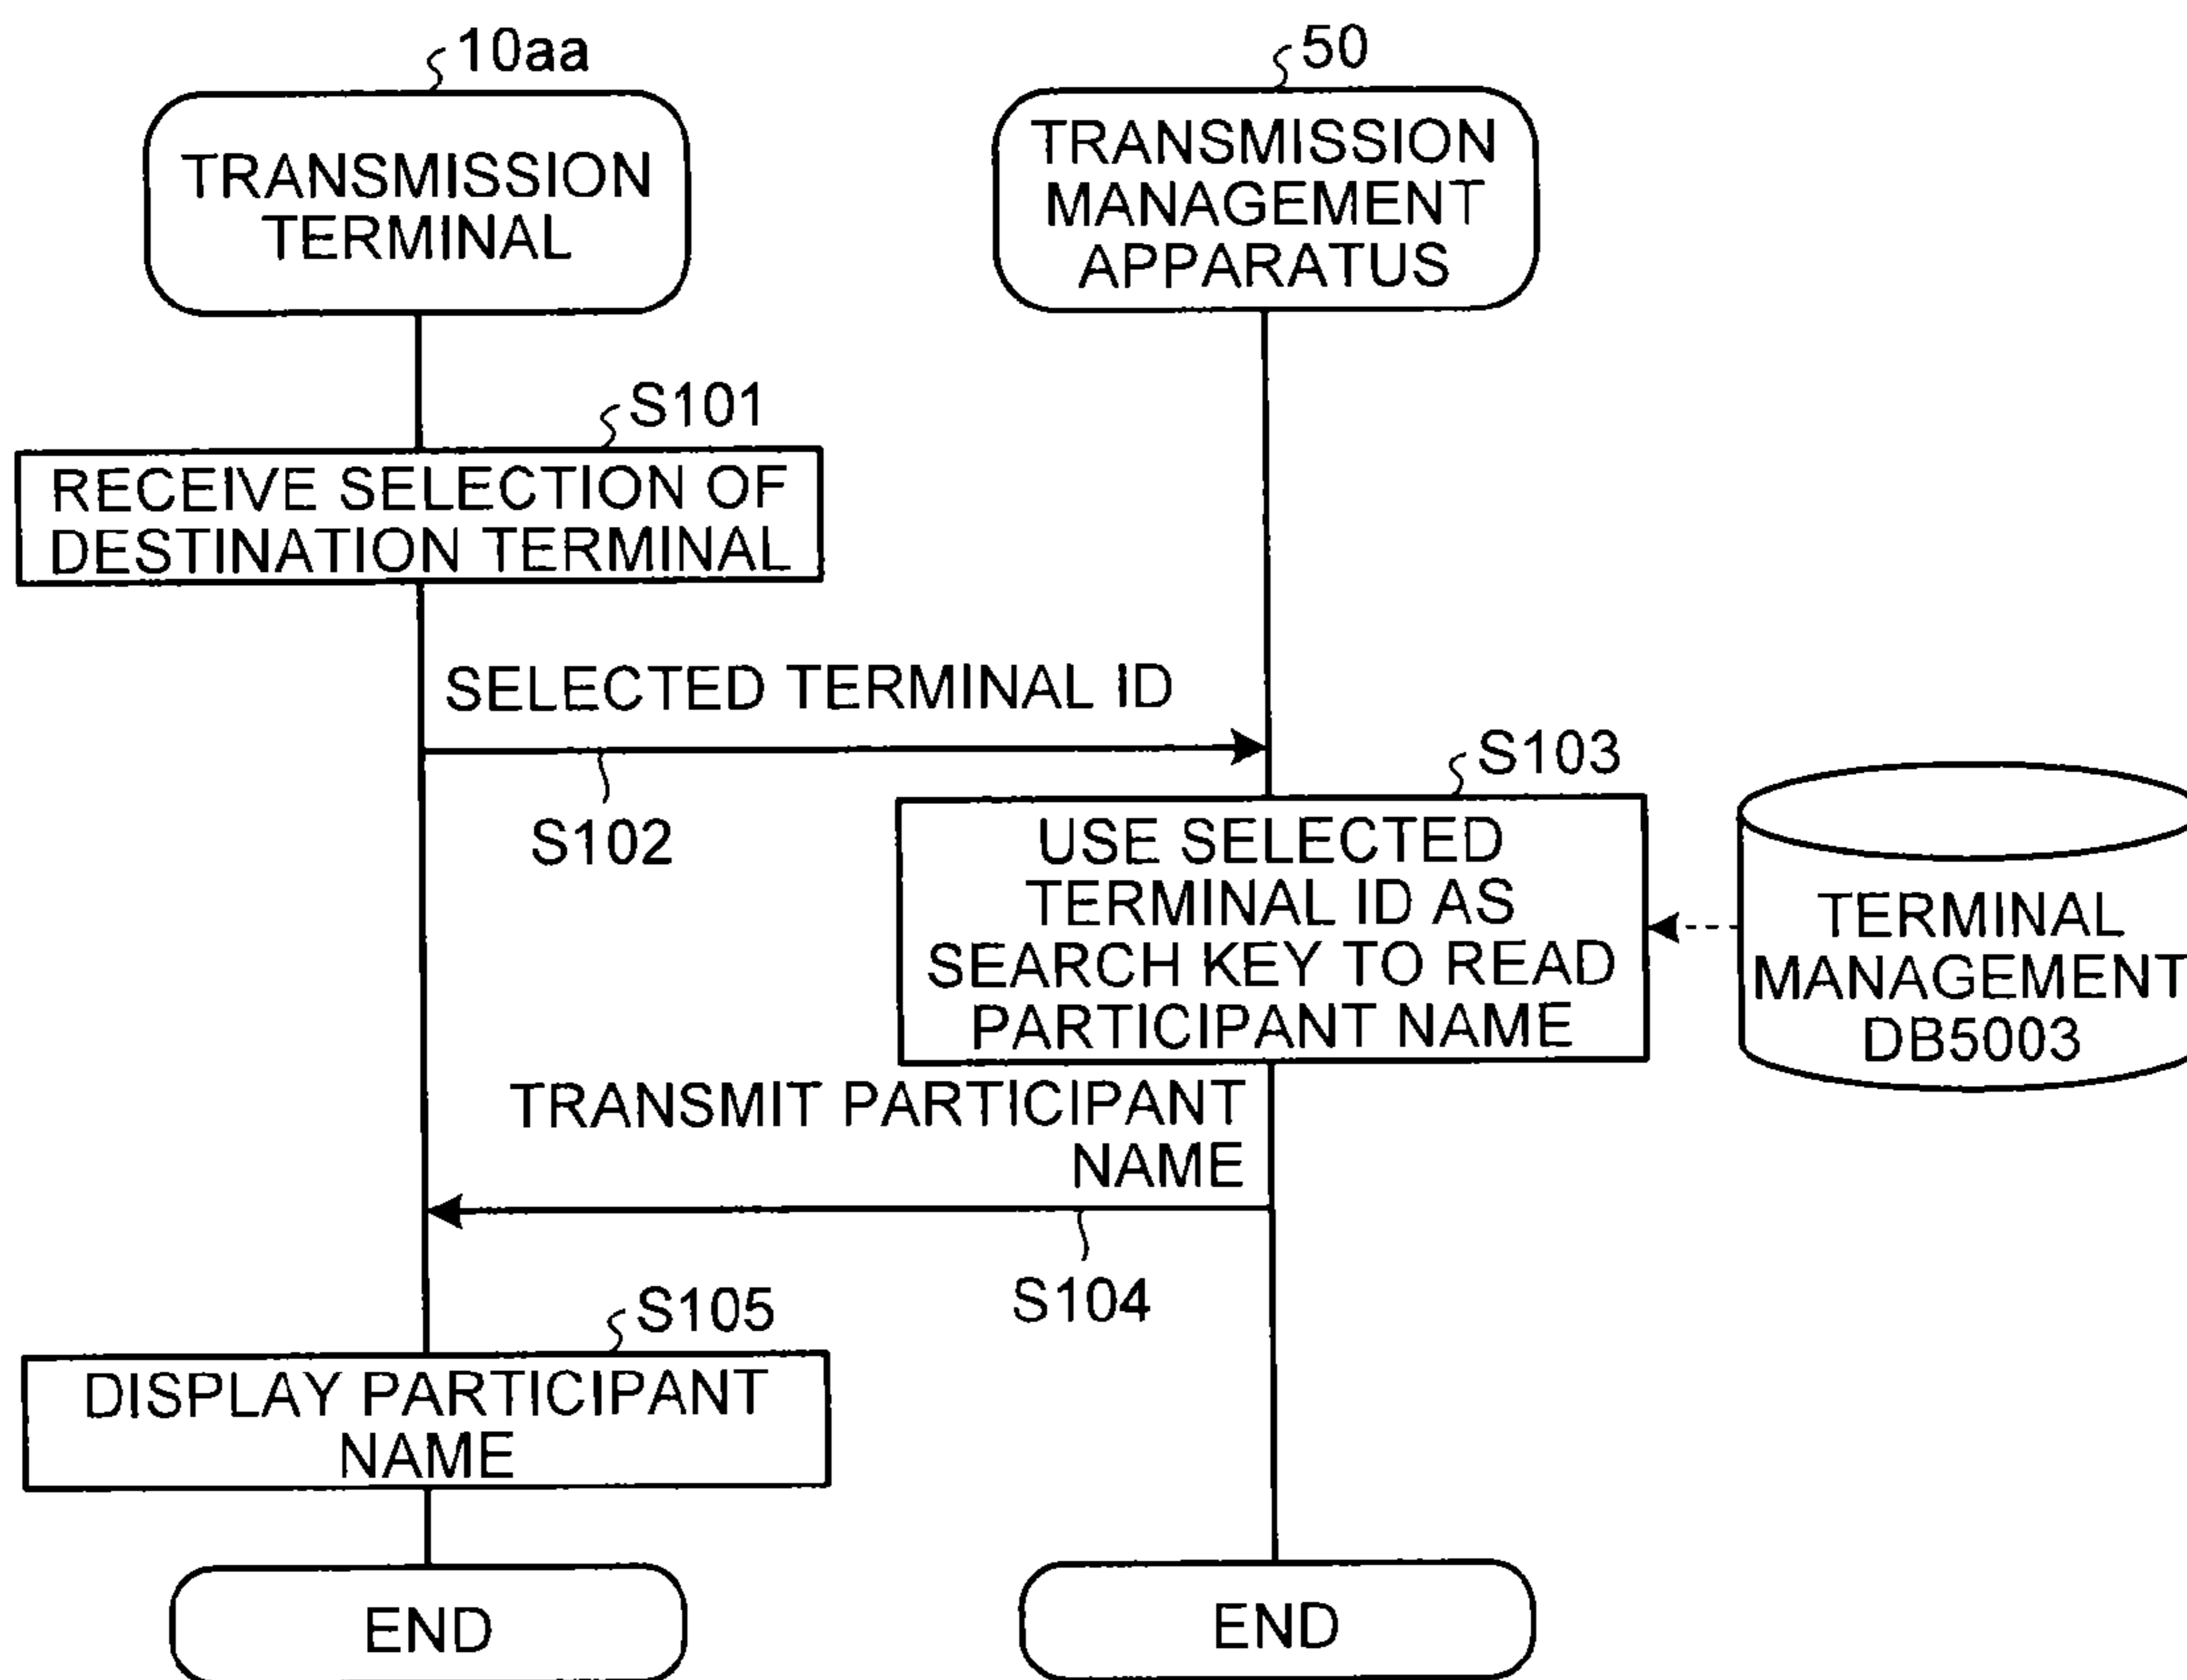 10aa
TRANSMISSION
TERMINAL
50
TRANSMISSION
MANAGEMENT
APPARATUS
S101
RECEIVE SELECTION OF
DESTINATION TERMINAL
SELECTED TERMINAL ID
S102
S103
USE SELECTED
TERMINAL ID AS
SEARCH KEY TO READ
PARTICIPANT NAME
TERMINAL
MANAGEMENT
DB5003
TRANSMIT PARTICIPANT
NAME
S104
S105
DISPLAY PARTICIPANT
NAME
END
END